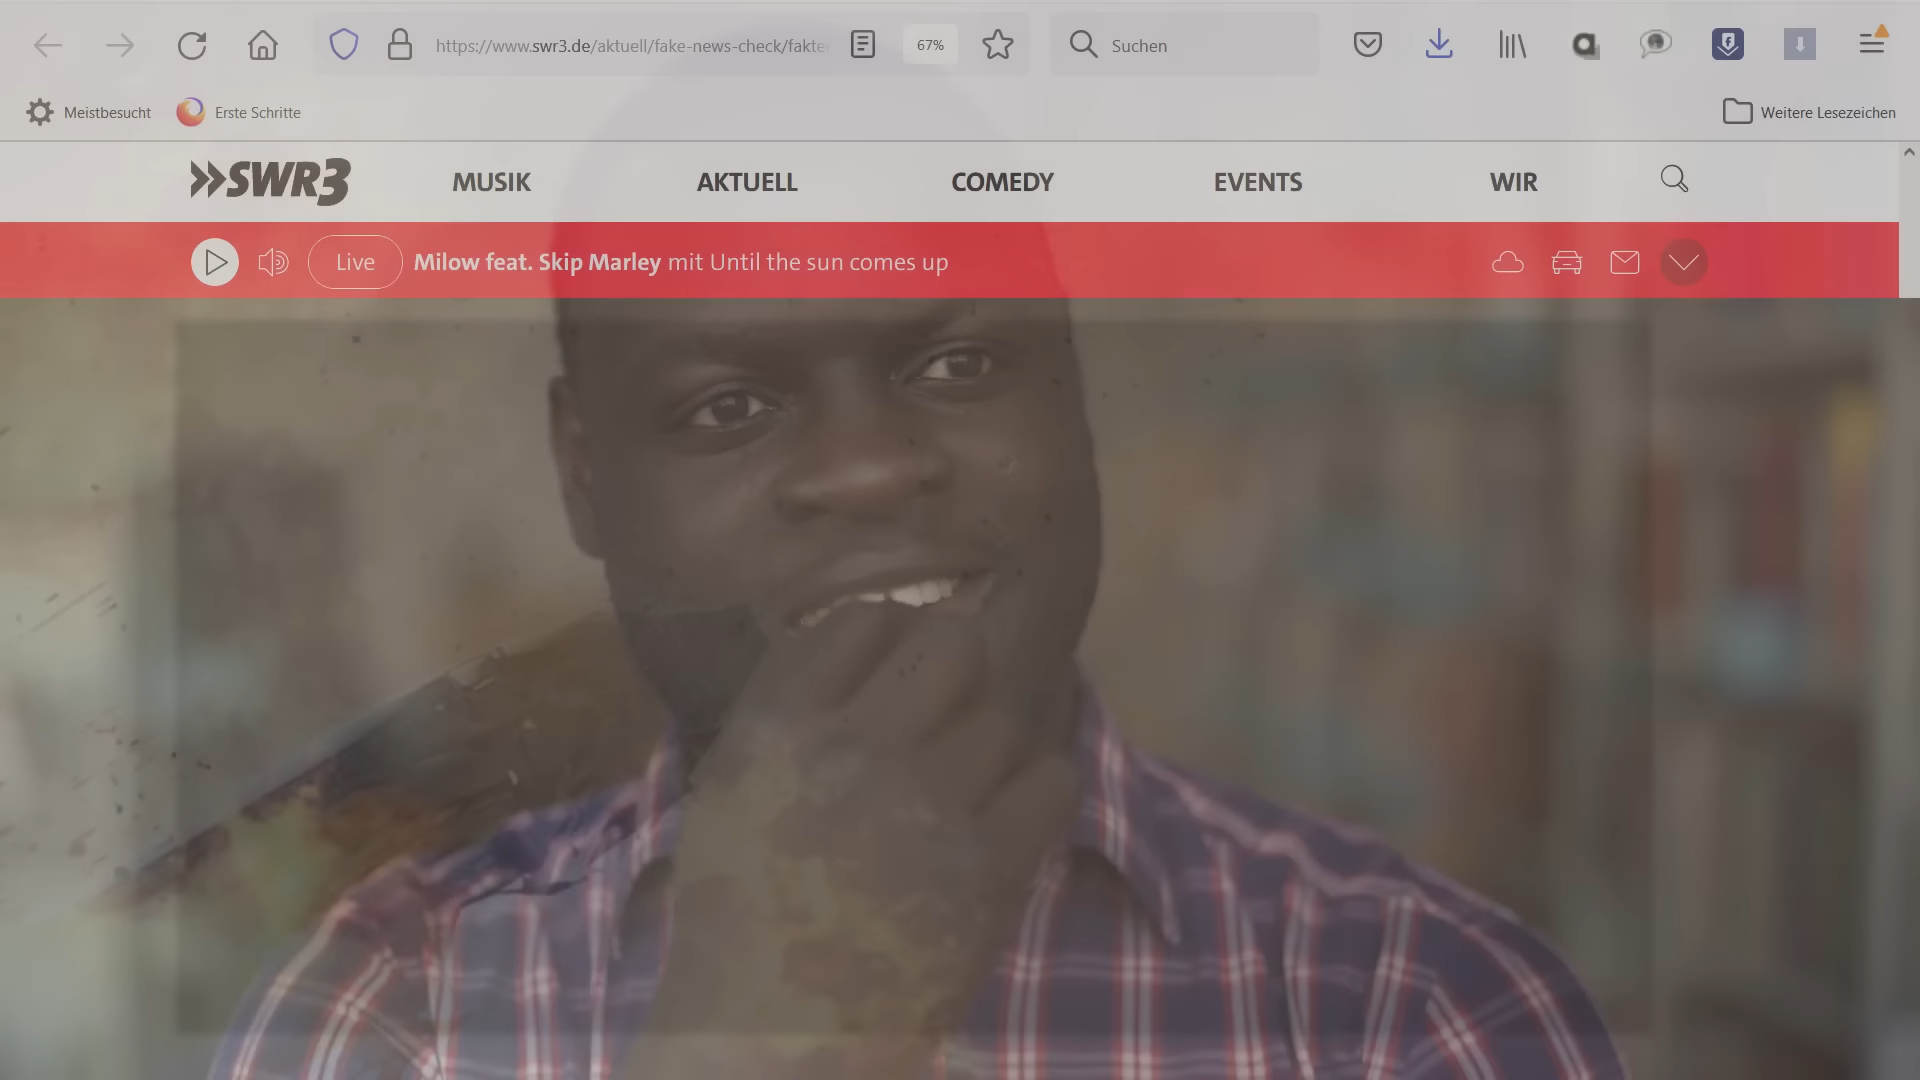 https://www.swr3.de/aktuell/fake-news-check/fakte
67%
Suchen
Meistbesucht
Erste Schritte
Weitere Lesezeichen
SWR3
MUSIK
AKTUELL
COMEDY
EVENTS
WIR
Live
Milow feat. Skip Marley mit Until the sun comes up